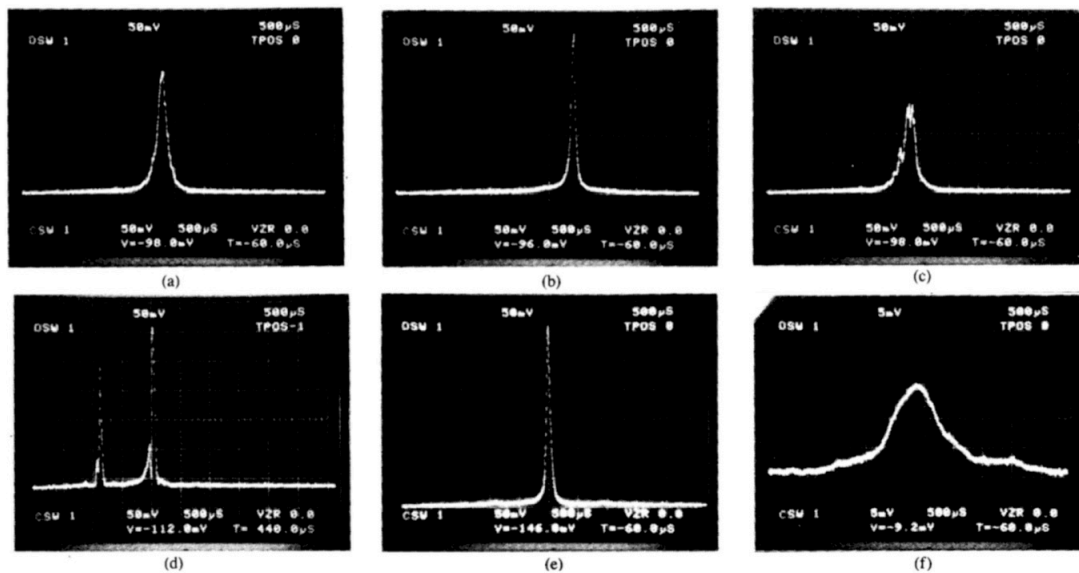 50mV 500µS
DSW 1 TPOS 0
CSW 1 50mV 500µS VZR 0.0
V=-98.0mV T=-60.0µS
(a)
50mV 500µS
DSW 1 TPOS 0
CSW 1 50mV 500µS VZR 0.0
V=-96.0mV T=-60.0µS
(b)
50mV 500µS
DSW 1 TPOS 0
CSW 1 50mV 500µS VZR 0.0
V=-98.0mV T=-60.0µS
(c)
50mV 500µS
DSW 1 TPOS-1
CSW 1 50mV 500µS VZR 0.0
V=-112.0mV T= 440.0µS
(d)
50mV 500µS
DSW 1 TPOS 0
CSW 1 50mV 500µS VZR 0.0
V=-146.0mV T=-60.0µS
(e)
5mV 500µS
DSW 1 TPOS 0
CSW 1 5mV 500µS VZR 0.0
V=-9.2mV T=-60.0µS
(f)